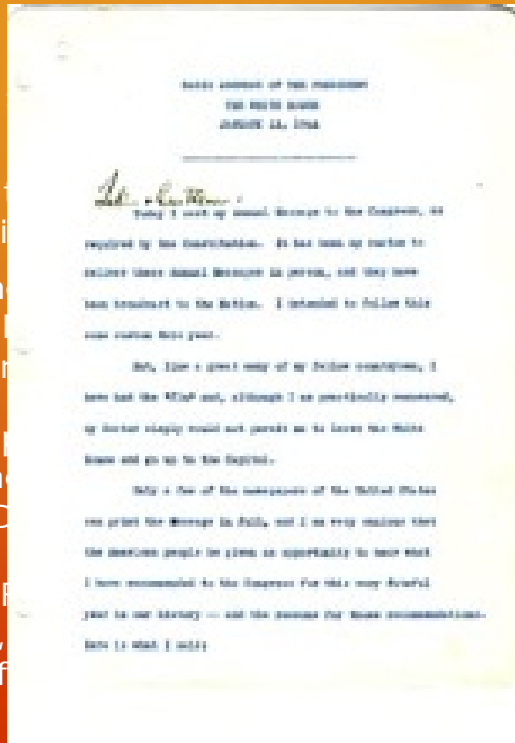 RADIO ADDRESS OF THE PRESIDENT
THE WHITE HOUSE
JANUARY 11, 1944
Today I sent my Annual Message to the Congress, as
required by the Constitution. It has been my custom to
deliver these Annual Messages in person, and they have
been broadcast to the Nation. I intended to follow this
same custom this year.
But, like a great many of my fellow countrymen, I
have had the "flu" and, although I am practically recovered,
my Doctor simply would not permit me to leave the White
House and go up to the Capitol.
Only a few of the newspapers of the United States
can print the Message in full, and I am very anxious that
the American people be given an opportunity to hear what
I have recommended to the Congress for this very fateful
year in our history -- and the reasons for those recommendations.
Here is what I said: